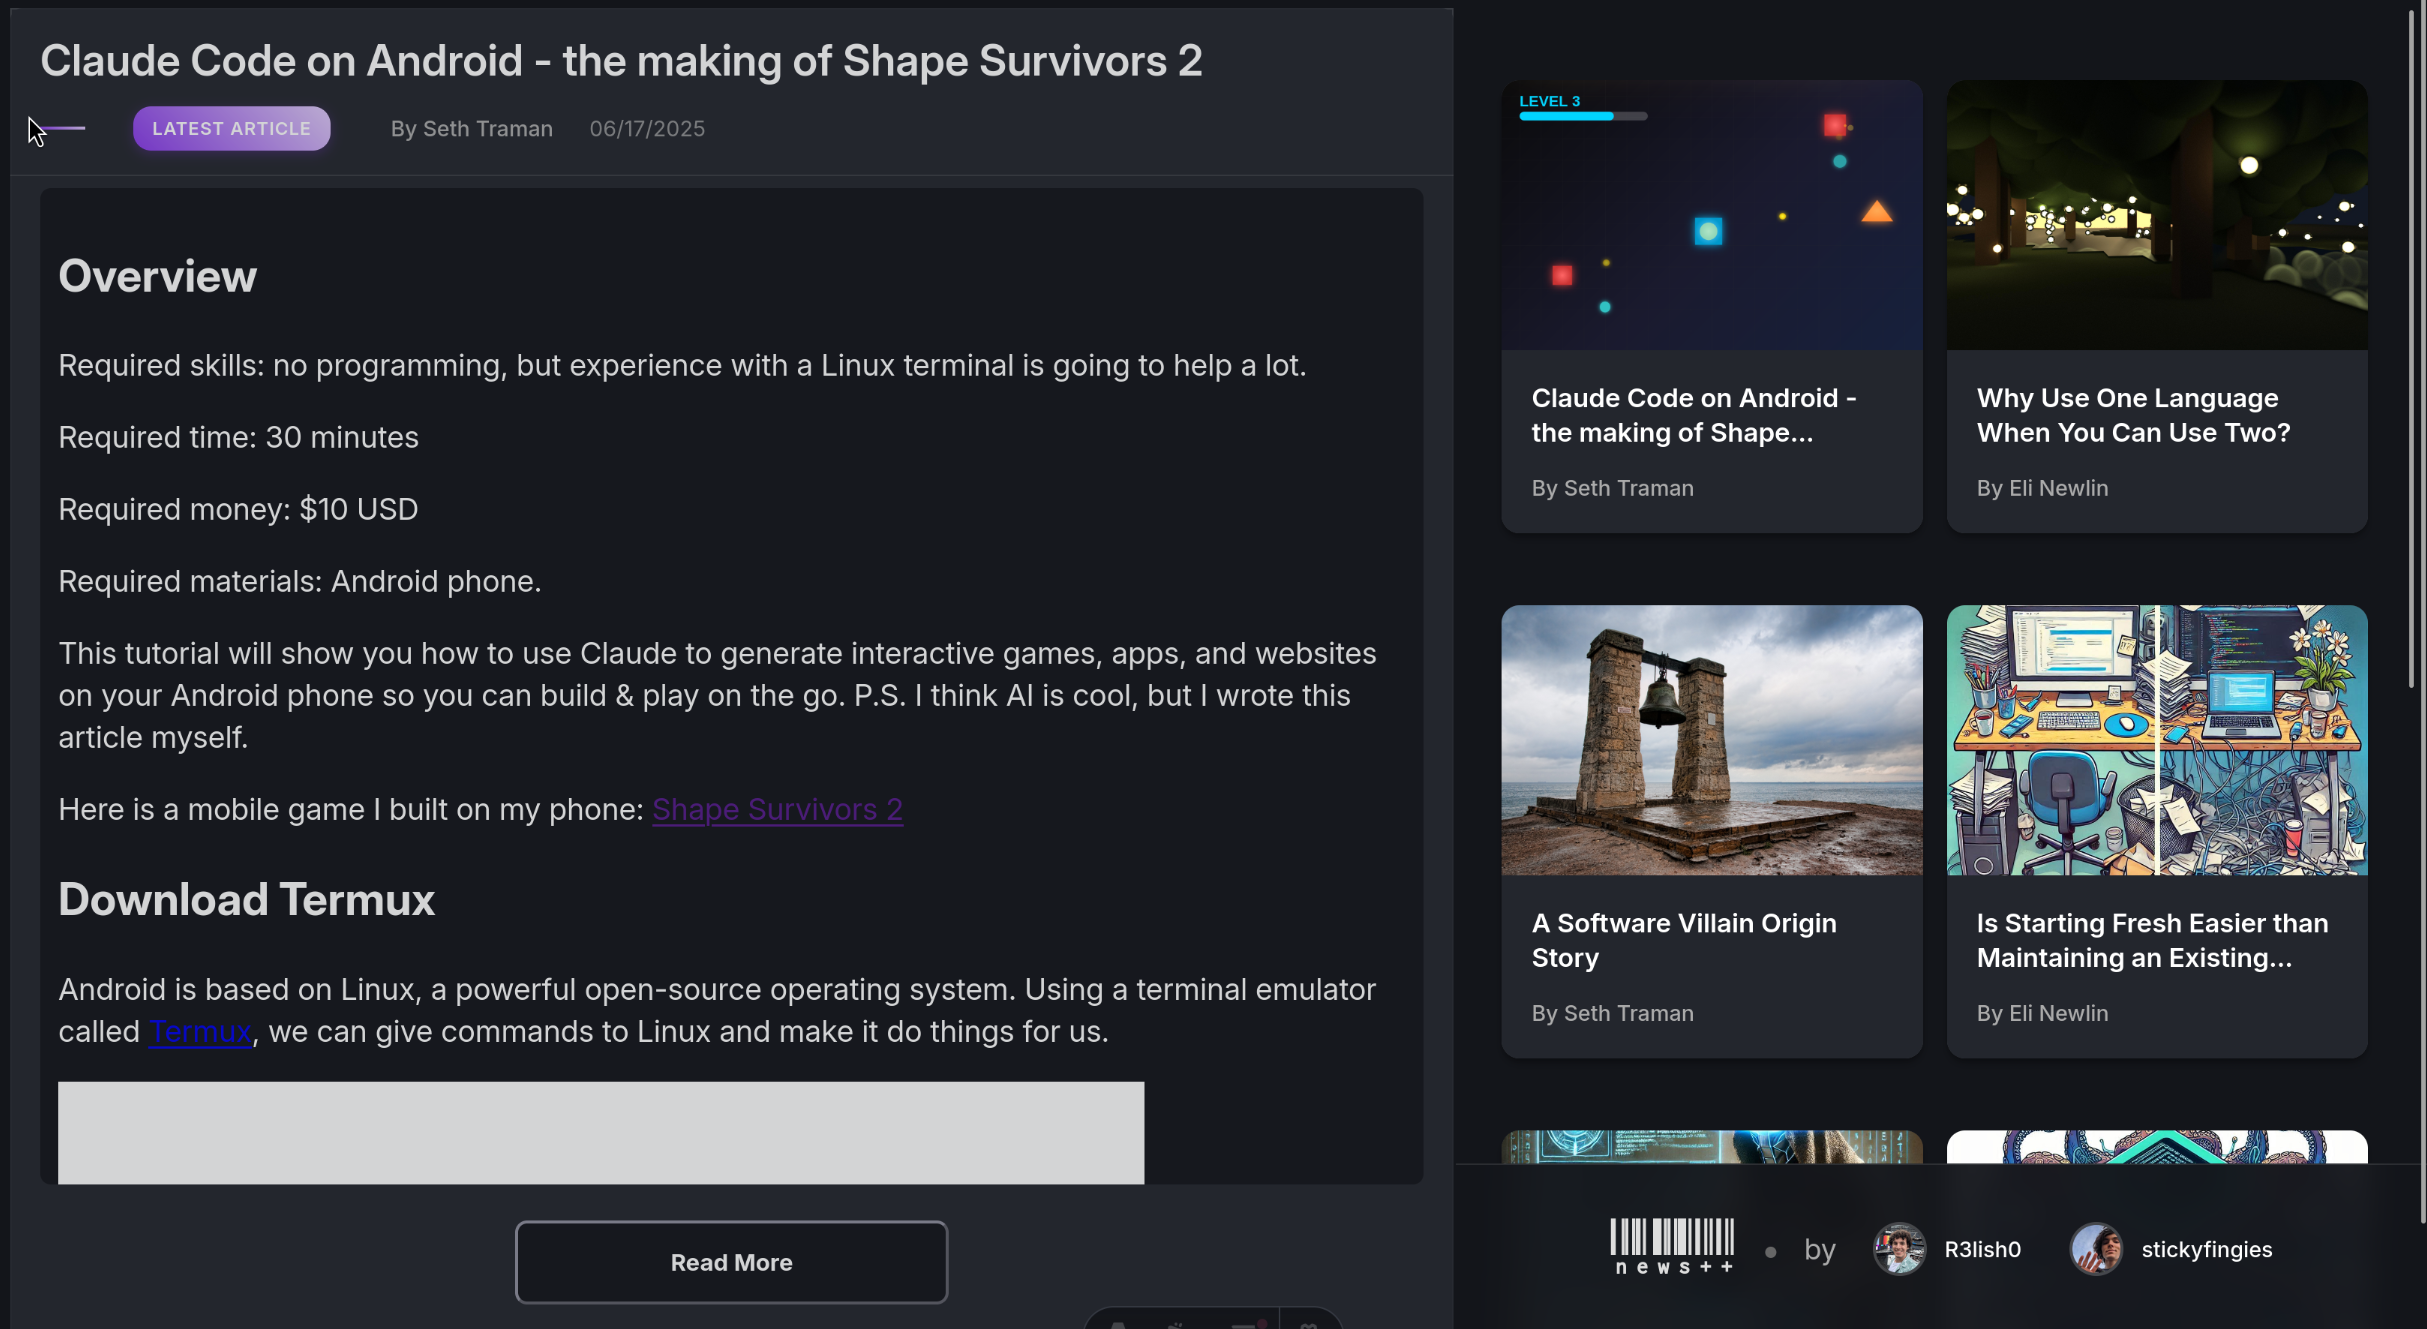 Claude Code on Android - the making of Shape Survivors 2
LATEST ARTICLE
By Seth Traman
06/17/2025
Overview
Required skills: no programming, but experience with a Linux terminal is going to help a lot.
Required time: 30 minutes
Required money: $10 USD
Required materials: Android phone.
This tutorial will show you how to use Claude to generate interactive games, apps, and websites
on your Android phone so you can build & play on the go. P.S. I think AI is cool, but I wrote this
article myself.
Here is a mobile game I built on my phone: Shape Survivors 2
Download Termux
Android is based on Linux, a powerful open-source operating system. Using a terminal emulator
called Termux, we can give commands to Linux and make it do things for us.
Read More
LEVEL 3
Claude Code on Android -
the making of Shape...
By Seth Traman
Why Use One Language
When You Can Use Two?
By Eli Newlin
A Software Villain Origin
Story
By Seth Traman
Is Starting Fresh Easier than
Maintaining an Existing...
By Eli Newlin
news++
by
R3lish0
stickyfingies